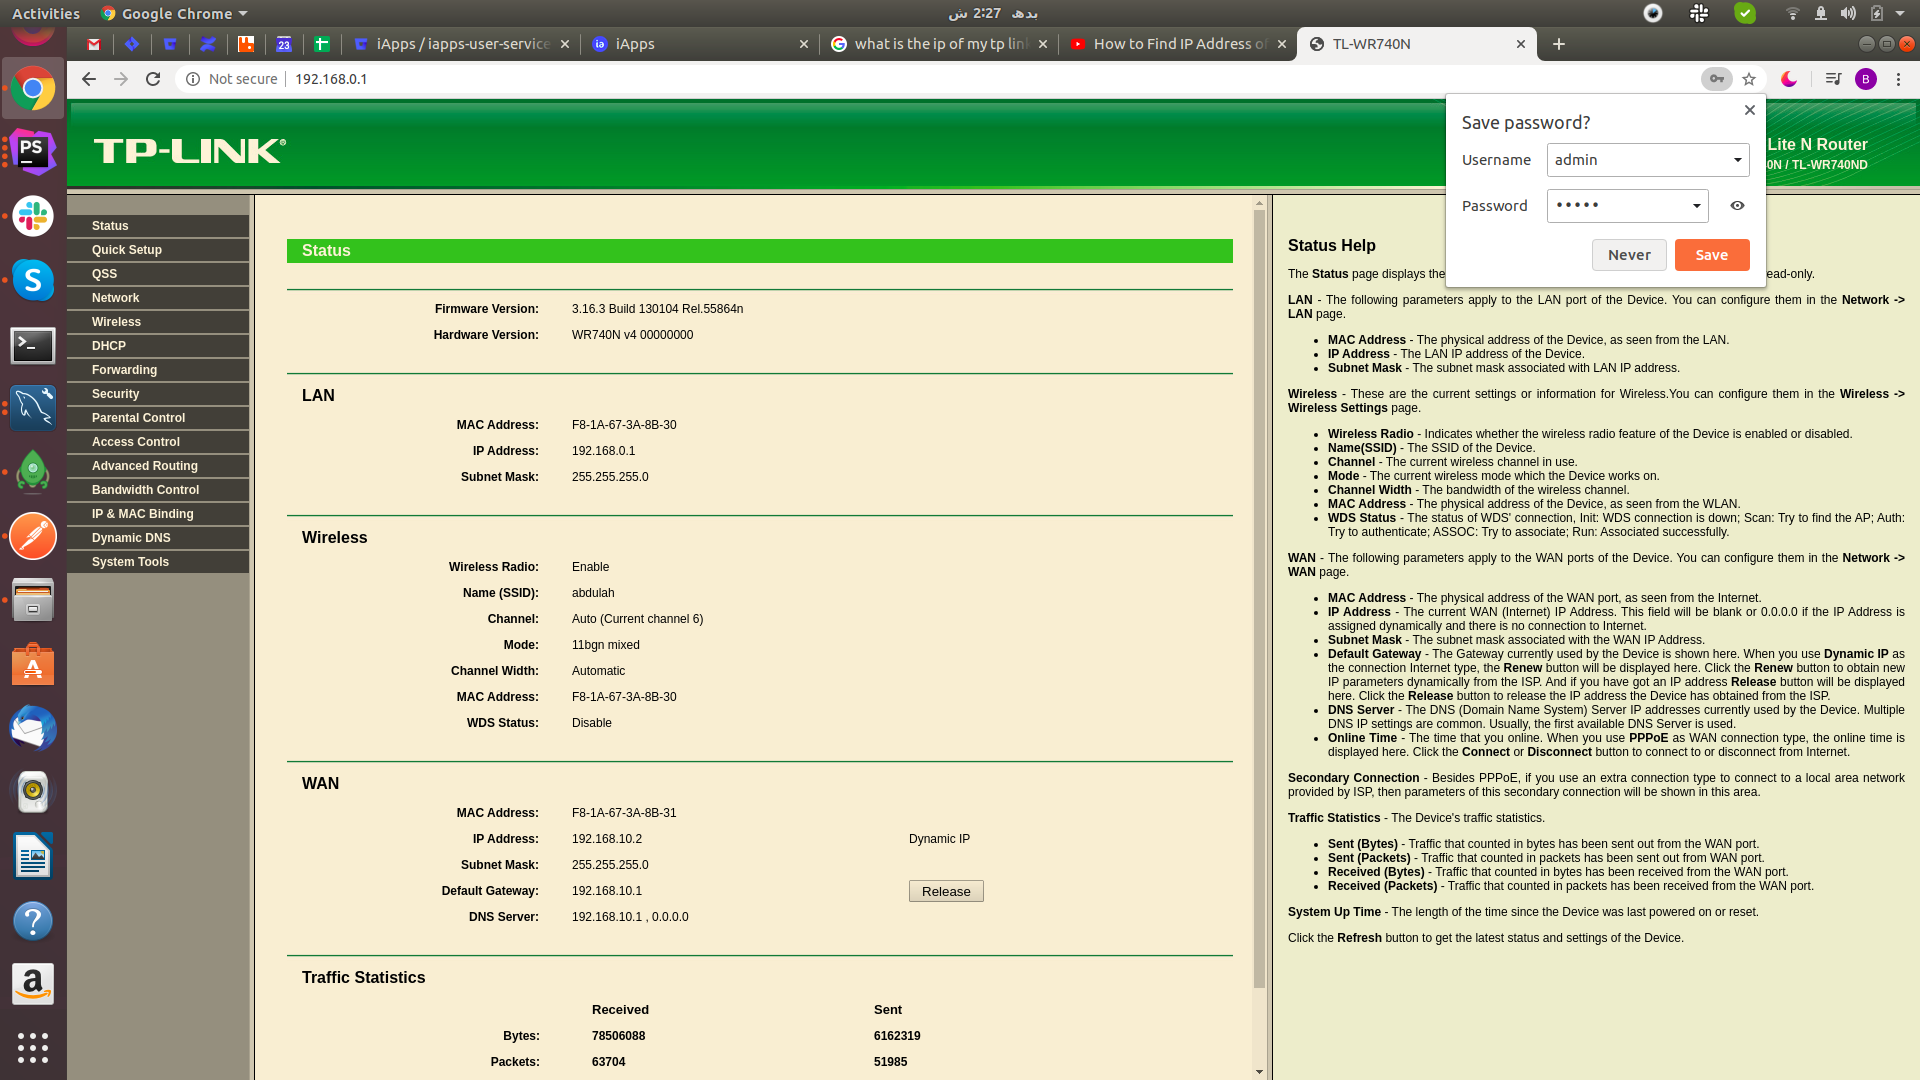 Activities
Google Chrome
بدھ 2:27 ش
23
iApps / iapps-user-service
iApps
what is the ip of my tp lin
How to Find IP Address of
TL-WR740N
Not secure
192.168.0.1
B
TP-LINK®
Lite N Router
0N / TL-WR740ND
Save password?
Username
admin
Password
•••••
Never
Save
PS
Status
Quick Setup
QSS
Network
Wireless
DHCP
Forwarding
Security
Parental Control
Access Control
Advanced Routing
Bandwidth Control
IP & MAC Binding
Dynamic DNS
System Tools
Status
Firmware Version: 3.16.3 Build 130104 Rel.55864n
Hardware Version: WR740N v4 00000000
LAN
MAC Address: F8-1A-67-3A-8B-30
IP Address: 192.168.0.1
Subnet Mask: 255.255.255.0
Wireless
Wireless Radio: Enable
Name (SSID): abdulah
Channel: Auto (Current channel 6)
Mode: 11bgn mixed
Channel Width: Automatic
MAC Address: F8-1A-67-3A-8B-30
WDS Status: Disable
WAN
MAC Address: F8-1A-67-3A-8B-31
IP Address: 192.168.10.2 Dynamic IP
Subnet Mask: 255.255.255.0
Default Gateway: 192.168.10.1 Release
DNS Server: 192.168.10.1 , 0.0.0.0
Traffic Statistics
Received Sent
Bytes: 78506088 6162319
Packets: 63704 51985
Status Help
The Status page displays the
ead-only.
LAN - The following parameters apply to the LAN port of the Device. You can configure them in the Network ->
LAN page.
• MAC Address - The physical address of the Device, as seen from the LAN.
• IP Address - The LAN IP address of the Device.
• Subnet Mask - The subnet mask associated with LAN IP address.
Wireless - These are the current settings or information for Wireless.You can configure them in the Wireless ->
Wireless Settings page.
• Wireless Radio - Indicates whether the wireless radio feature of the Device is enabled or disabled.
• Name(SSID) - The SSID of the Device.
• Channel - The current wireless channel in use.
• Mode - The current wireless mode which the Device works on.
• Channel Width - The bandwidth of the wireless channel.
• MAC Address - The physical address of the Device, as seen from the WLAN.
• WDS Status - The status of WDS' connection, Init: WDS connection is down; Scan: Try to find the AP; Auth:
Try to authenticate; ASSOC: Try to associate; Run: Associated successfully.
WAN - The following parameters apply to the WAN ports of the Device. You can configure them in the Network ->
WAN page.
• MAC Address - The physical address of the WAN port, as seen from the Internet.
• IP Address - The current WAN (Internet) IP Address. This field will be blank or 0.0.0.0 if the IP Address is
assigned dynamically and there is no connection to Internet.
• Subnet Mask - The subnet mask associated with the WAN IP Address.
• Default Gateway - The Gateway currently used by the Device is shown here. When you use Dynamic IP as
the connection Internet type, the Renew button will be displayed here. Click the Renew button to obtain new
IP parameters dynamically from the ISP. And if you have got an IP address Release button will be displayed
here. Click the Release button to release the IP address the Device has obtained from the ISP.
• DNS Server - The DNS (Domain Name System) Server IP addresses currently used by the Device. Multiple
DNS IP settings are common. Usually, the first available DNS Server is used.
• Online Time - The time that you online. When you use PPPoE as WAN connection type, the online time is
displayed here. Click the Connect or Disconnect button to connect to or disconnect from Internet.
Secondary Connection - Besides PPPoE, if you use an extra connection type to connect to a local area network
provided by ISP, then parameters of this secondary connection will be shown in this area.
Traffic Statistics - The Device's traffic statistics.
• Sent (Bytes) - Traffic that counted in bytes has been sent out from the WAN port.
• Sent (Packets) - Traffic that counted in packets has been sent out from WAN port.
• Received (Bytes) - Traffic that counted in bytes has been received from the WAN port.
• Received (Packets) - Traffic that counted in packets has been received from the WAN port.
System Up Time - The length of the time since the Device was last powered on or reset.
Click the Refresh button to get the latest status and settings of the Device.